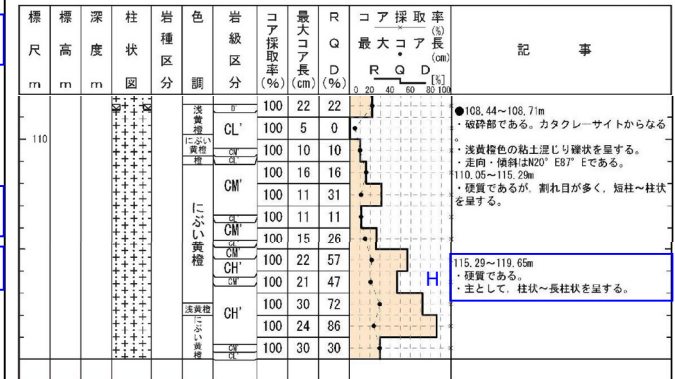 標尺 m
標高 m
深度 m
柱状図
岩種区分
色調
岩級区分
コア採取率(%)
最大コア長(cm)
RQD(%)
コア採取率(%)
最大コア長(cm)
RQD[%]
0 20 40 60 80 100
記事
110
浅黄橙
にぶい黄橙
橙
にぶい黄橙
浅黄橙
にぶい黄橙
D'
CL'
CM'
CL'
CM'
CL'
CM'
CL'
CM'
CH'
CM'
CH'
CM'
CL'
100 22 22
100 5 0
100 10 10
100 16 16
100 11 31
100 11 11
100 15 26
100 22 57
100 21 47
100 30 72
100 24 86
100 30 30
H
●108.44～108.71m
・破砕部である。カタクレーサイトからなる
。
・浅黄橙色の粘土混じり礫状を呈する。
・走向・傾斜はN20°E87°Eである。
110.05～115.29m
・硬質であるが，割れ目が多く，短柱～柱状
を呈する。
115.29～119.65m
・硬質である。
・主として，柱状～長柱状を呈する。